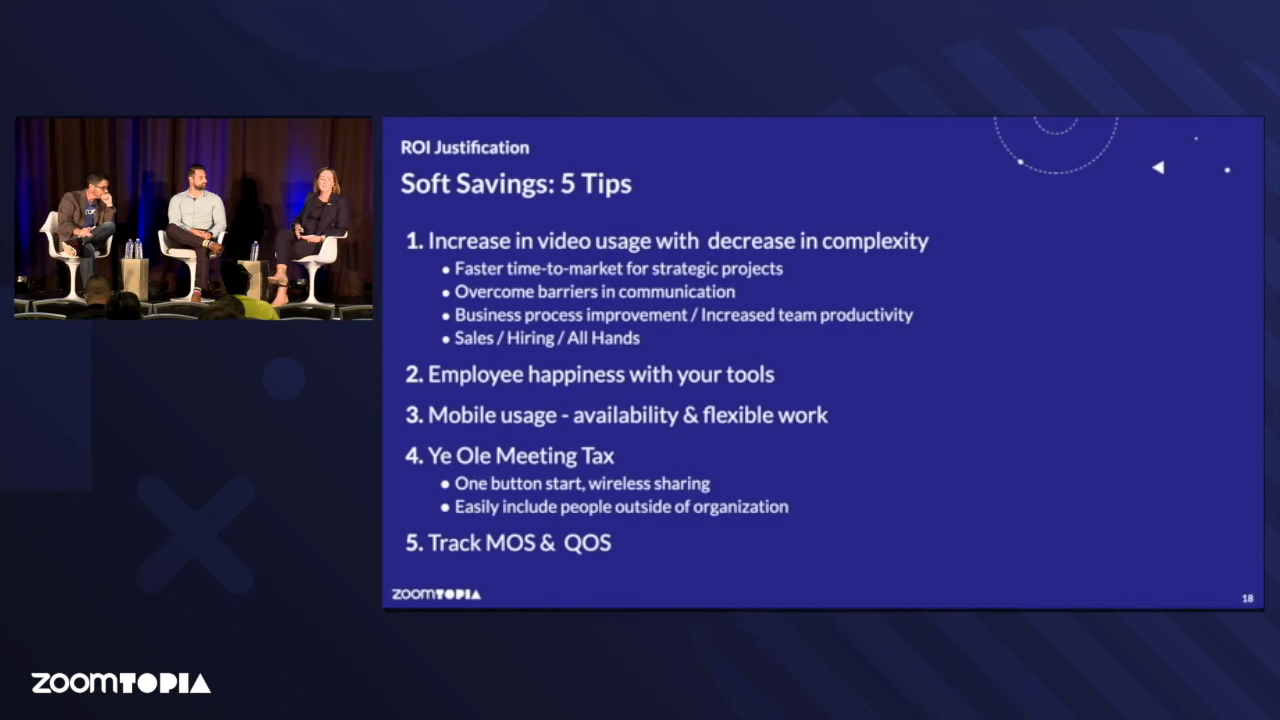 ROI Justification
Soft Savings: 5 Tips
1. Increase in video usage with decrease in complexity
● Faster time-to-market for strategic projects
● Overcome barriers in communication
● Business process improvement / Increased team productivity
● Sales / Hiring / All Hands
2. Employee happiness with your tools
3. Mobile usage - availability & flexible work
4. Ye Ole Meeting Tax
● One button start, wireless sharing
● Easily include people outside of organization
5. Track MOS & QOS
zoomTOPIA
18
zoomTOPIA